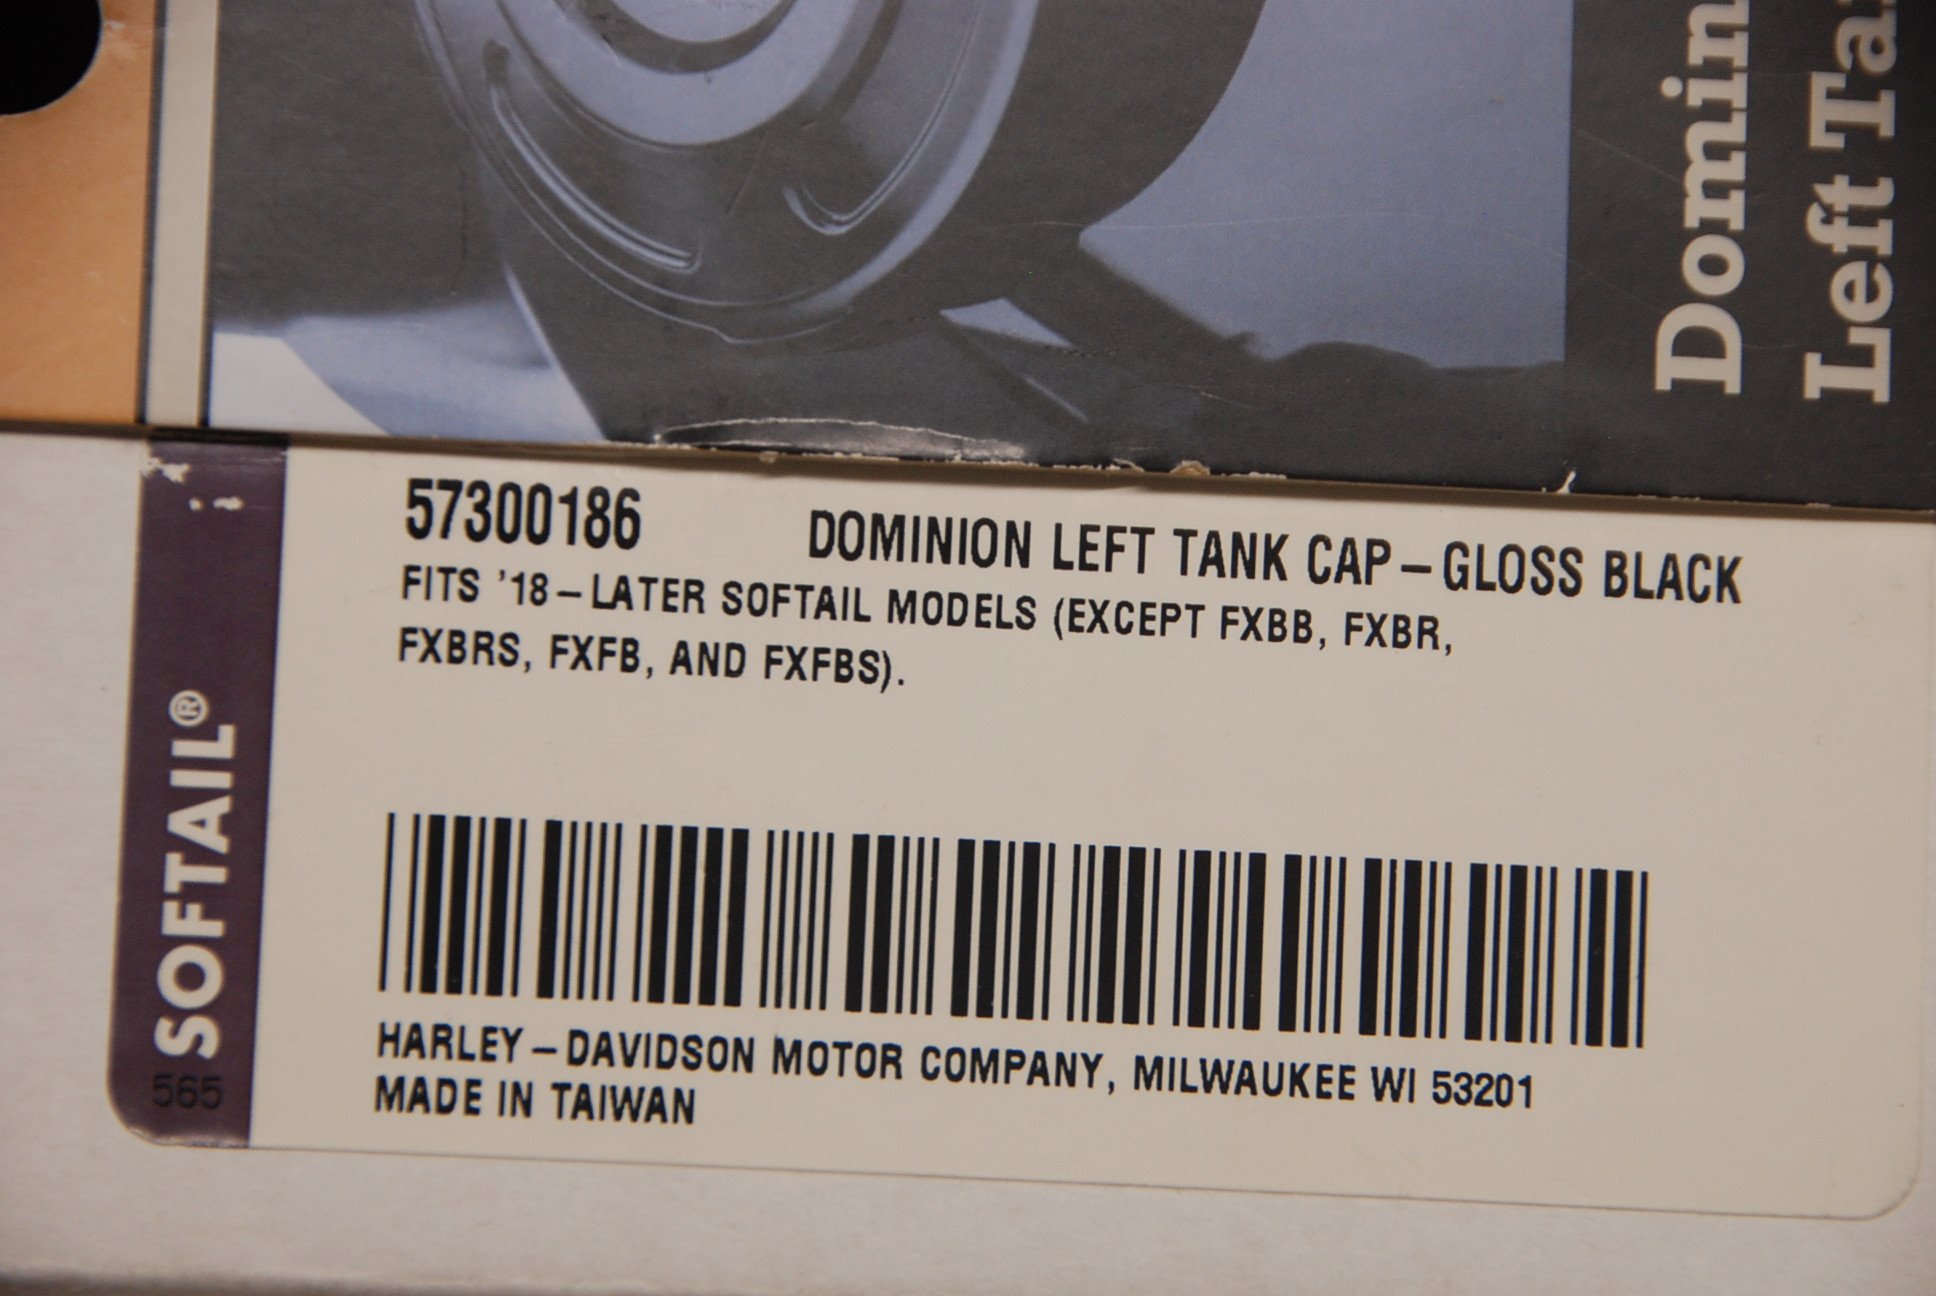 Domin
Left Ta
57300186 DOMINION LEFT TANK CAP – GLOSS BLACK
FITS '18 – LATER SOFTAIL MODELS (EXCEPT FXBB, FXBR,
FXBRS, FXFB, AND FXFBS).
SOFTAIL®
565
HARLEY – DAVIDSON MOTOR COMPANY, MILWAUKEE WI 53201
MADE IN TAIWAN